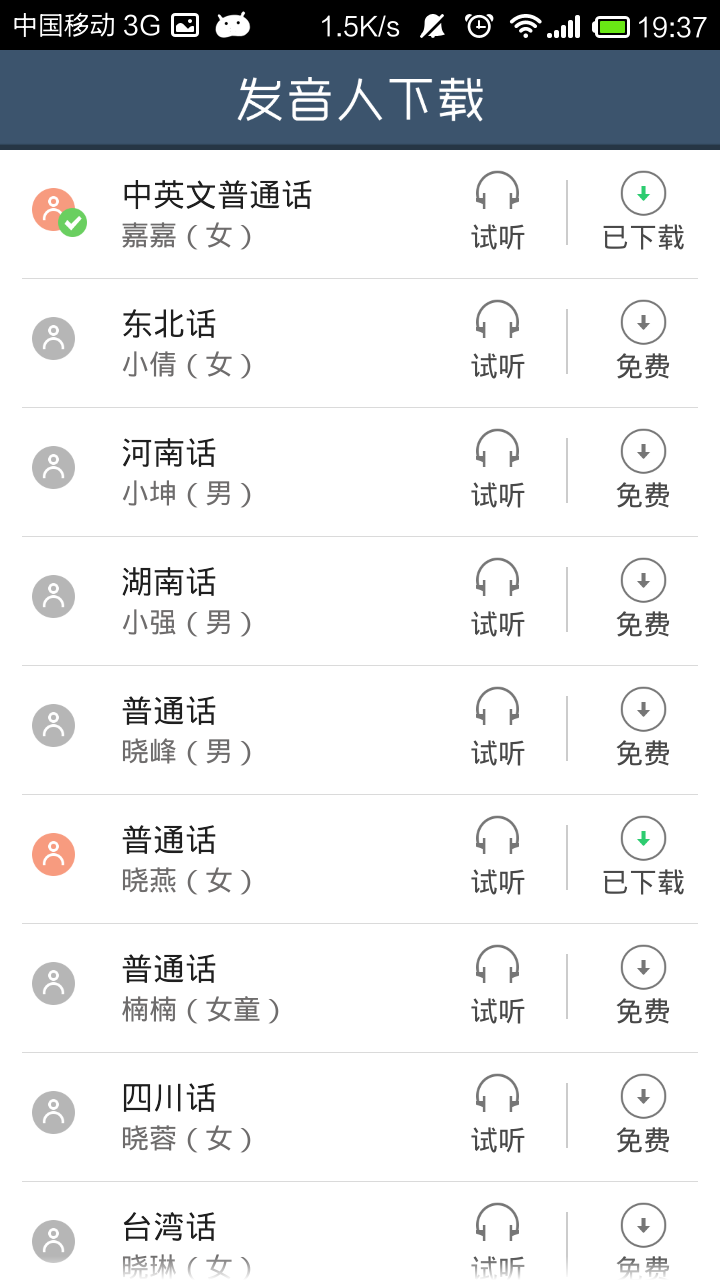 中国移动 3G 1.5K/s 19:37
发音人下载
中英文普通话
嘉嘉（女）
试听
已下载
东北话
小倩（女）
试听
免费
河南话
小坤（男）
试听
免费
湖南话
小强（男）
试听
免费
普通话
晓峰（男）
试听
免费
普通话
晓燕（女）
试听
已下载
普通话
楠楠（女童）
试听
免费
四川话
晓蓉（女）
试听
免费
台湾话
晓琳（女）
试听
免费